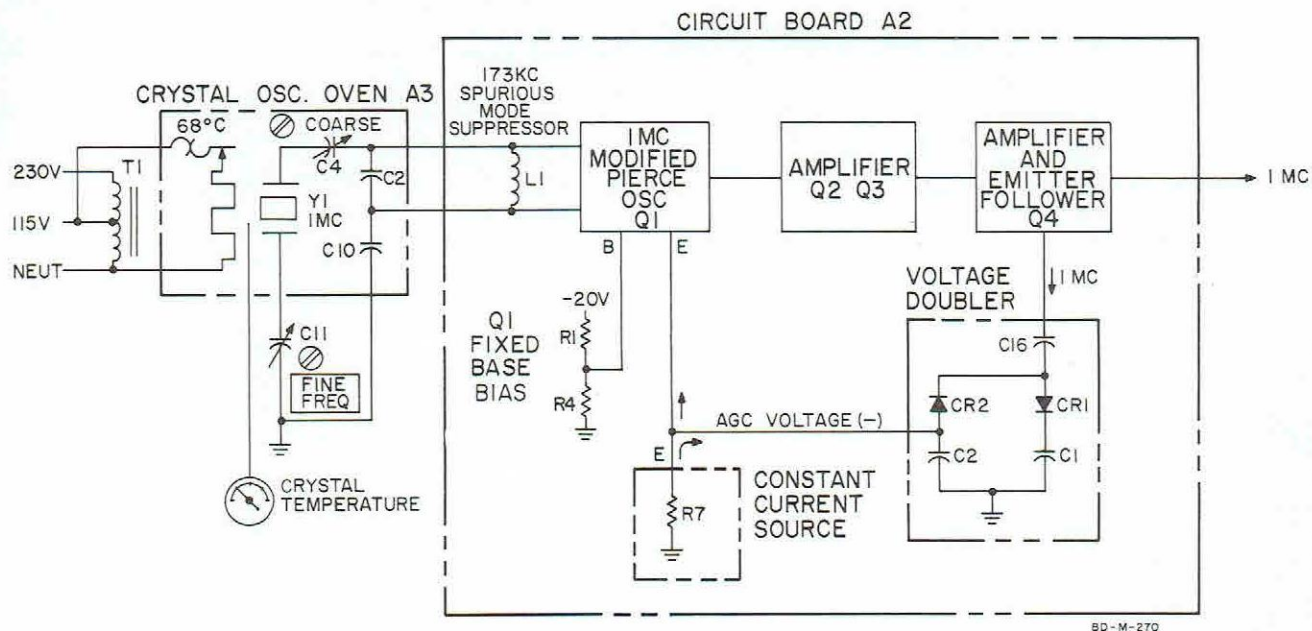 CIRCUIT BOARD A2
CRYSTAL OSC. OVEN A3
68°C
COARSE
C4
230V
T1
115V
NEUT
Y1
1MC
C2
C10
C11
FINE
FREQ
CRYSTAL
TEMPERATURE
173KC
SPURIOUS
MODE
SUPPRESSOR
L1
1MC
MODIFIED
PIERCE
OSC
Q1
B
E
AMPLIFIER
Q2 Q3
AMPLIFIER
AND
EMITTER
FOLLOWER
Q4
1 MC
1 MC
VOLTAGE
DOUBLER
C16
CR2
CR1
C2
C1
-20V
R1
R4
Q1
FIXED
BASE
BIAS
AGC VOLTAGE (-)
E
R7
CONSTANT
CURRENT
SOURCE
BD-M-270